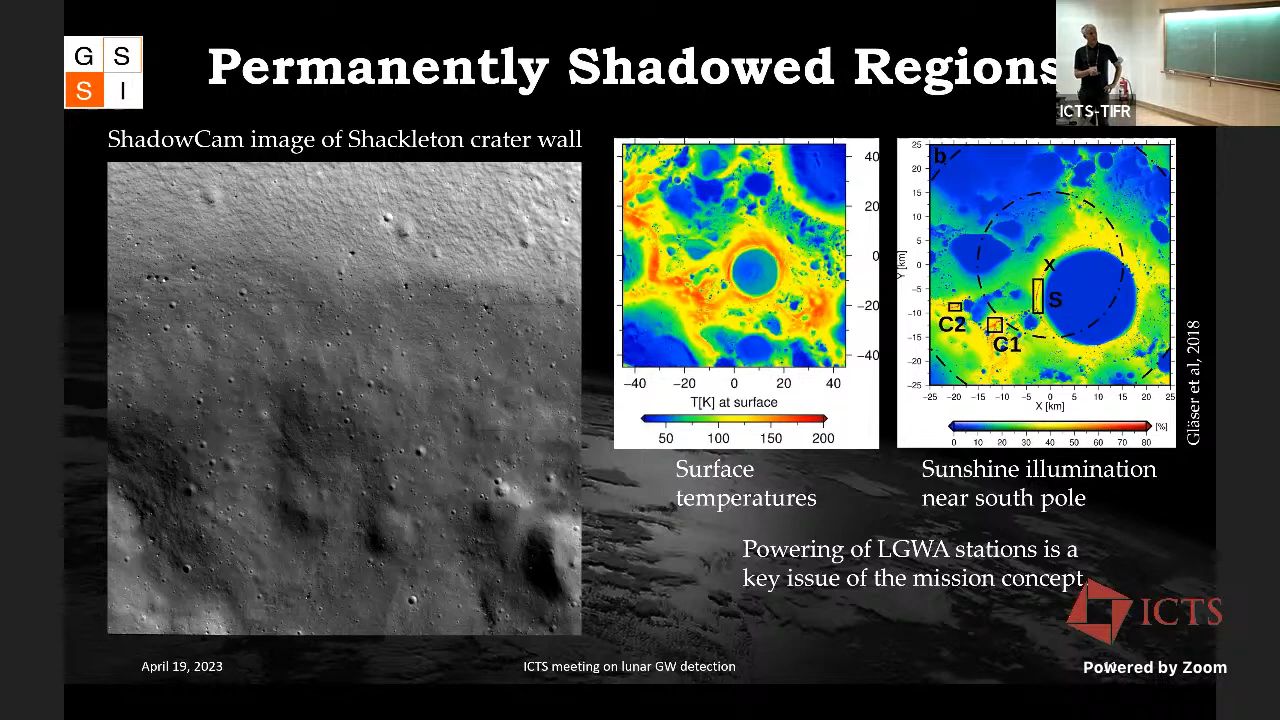 G S
S I
Permanently Shadowed Regions
ICTS-TIFR
ShadowCam image of Shackleton crater wall
40
20
0
−20
−40
−40 −20 0 20 40
T[K] at surface
50 100 150 200
b
25
20
15
10
5
0
−5
−10
−15
−20
−25
Y [km]
x
S
C2
C1
−25 −20 −15 −10 −5 0 5 10 15 20 25
X [km]
0 10 20 30 40 50 60 70 80 [%]
Gläser et al, 2018
Surface
temperatures
Sunshine illumination
near south pole
Powering of LGWA stations is a
key issue of the mission concept
ICTS
April 19, 2023
ICTS meeting on lunar GW detection
Powered by Zoom